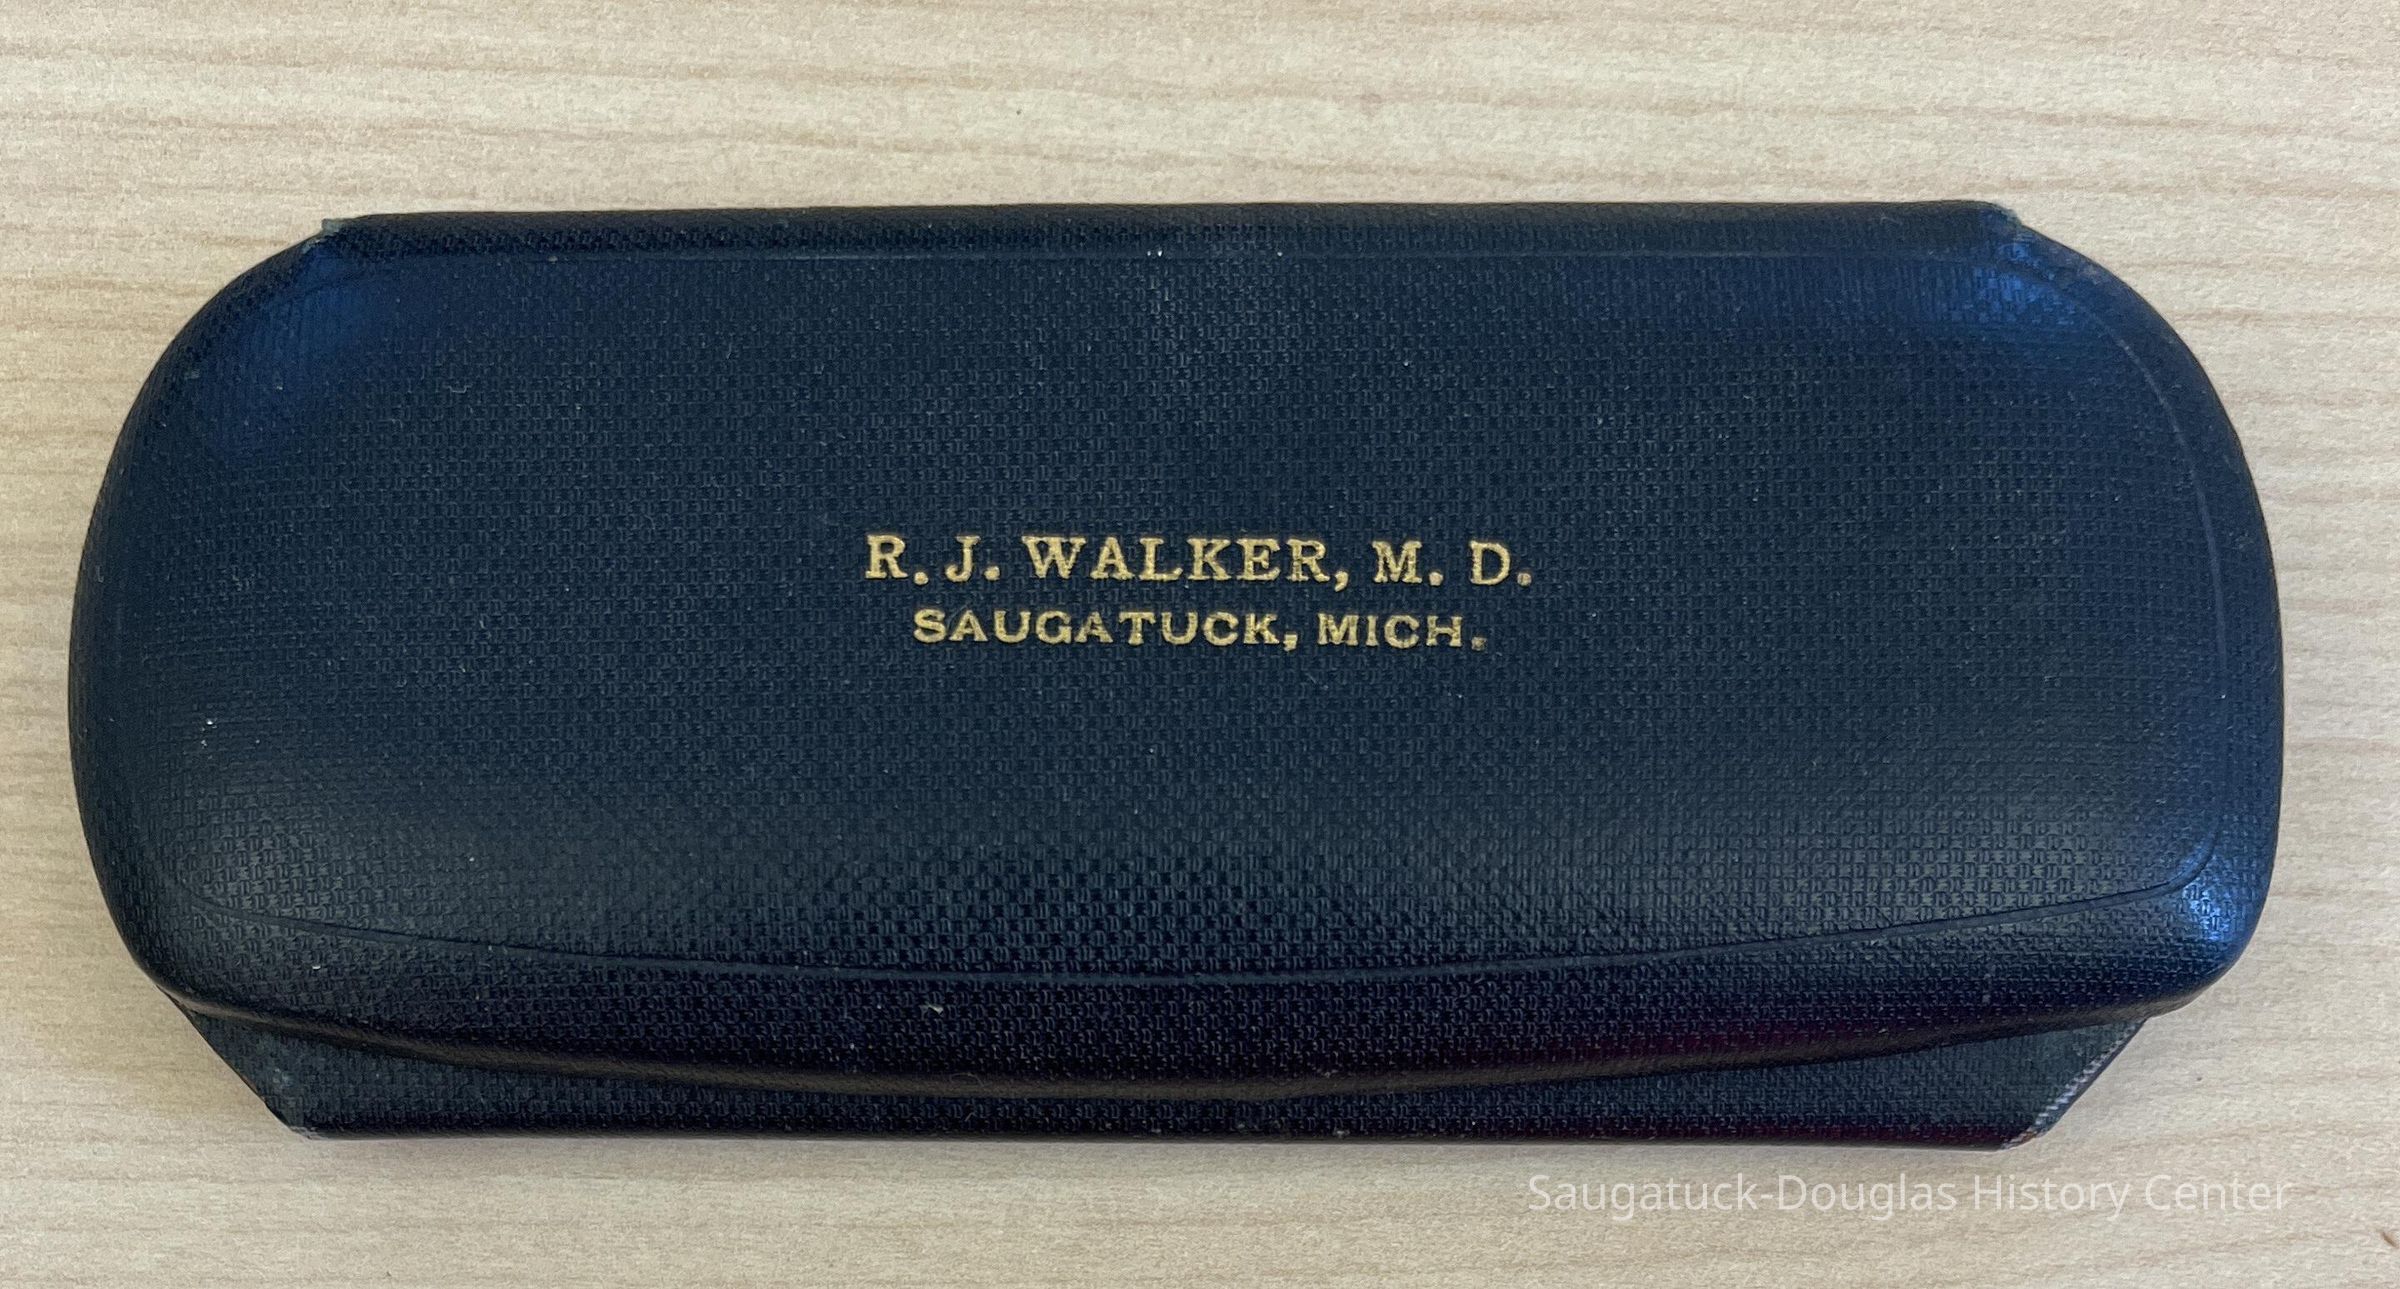 R. J. WALKER, M. D.
SAUGATUCK, MICH.
Saugatuck-Douglas History Center